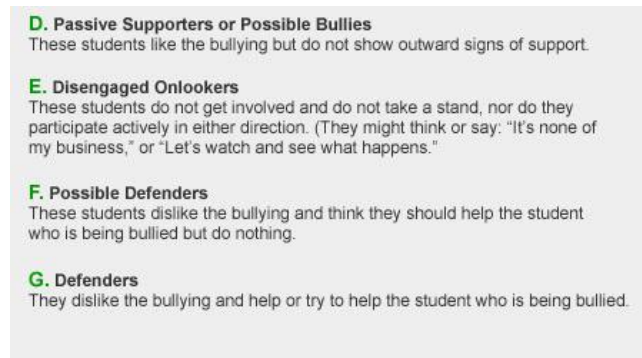 D. Passive Supporters or Possible Bullies
These students like the bullying but do not show outward signs of support.
E. Disengaged Onlookers
These students do not get involved and do not take a stand, nor do they
participate actively in either direction. (They might think or say: “It’s none of
my business,” or “Let’s watch and see what happens.”
F. Possible Defenders
These students dislike the bullying and think they should help the student
who is being bullied but do nothing.
G. Defenders
They dislike the bullying and help or try to help the student who is being bullied.